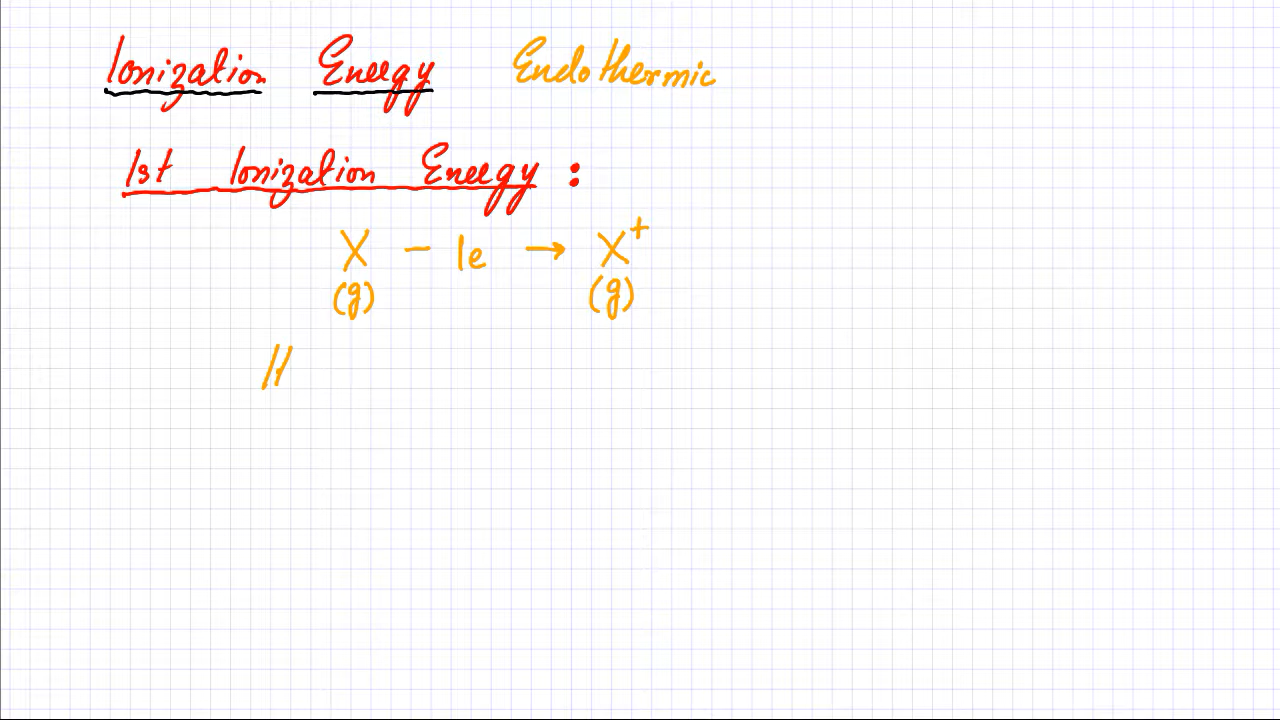 Ionization Energy Endothermic
1st Ionization Energy :
X - 1e → X⁺
(g) (g)